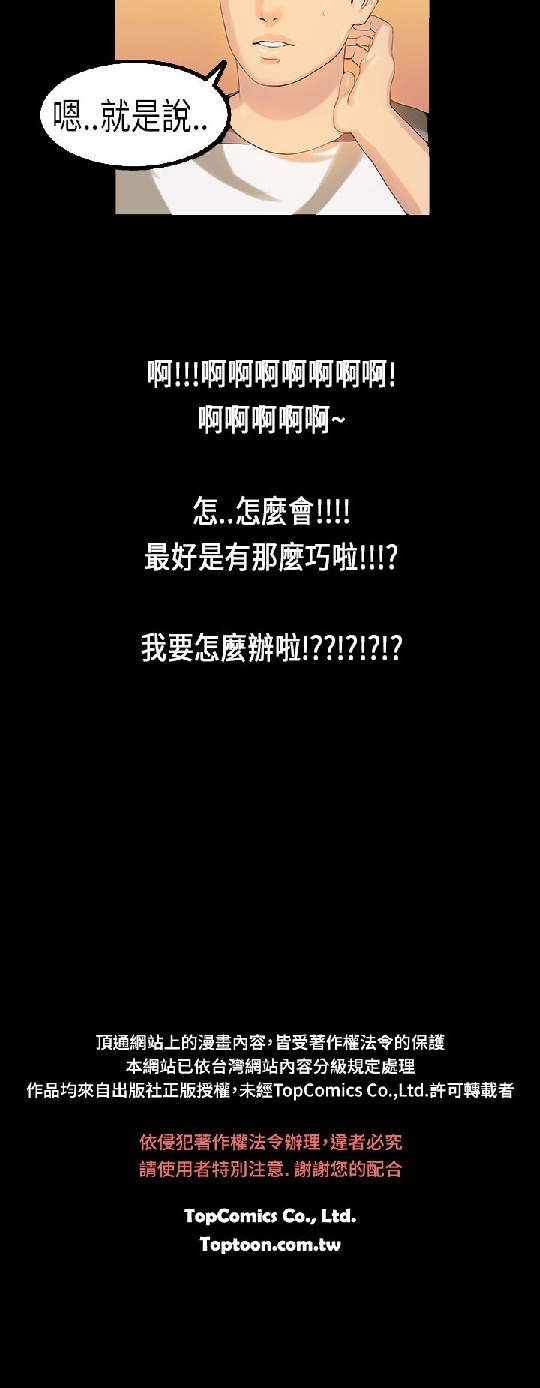 嗯..就是說..
啊!!!啊啊啊啊啊啊啊!
啊啊啊啊啊~
怎..怎麼會!!!!
最好是有那麼巧啦!!!?
我要怎麼辦啦!??!?!?!?
頂通網站上的漫畫內容，皆受著作權法令的保護
本網站已依台灣網站內容分級規定處理
作品均來自出版社正版授權，未經TopComics Co.,Ltd.許可轉載者
依侵犯著作權法令辦理，違者必究
請使用者特別注意. 謝謝您的配合
TopComics Co., Ltd.
Toptoon.com.tw